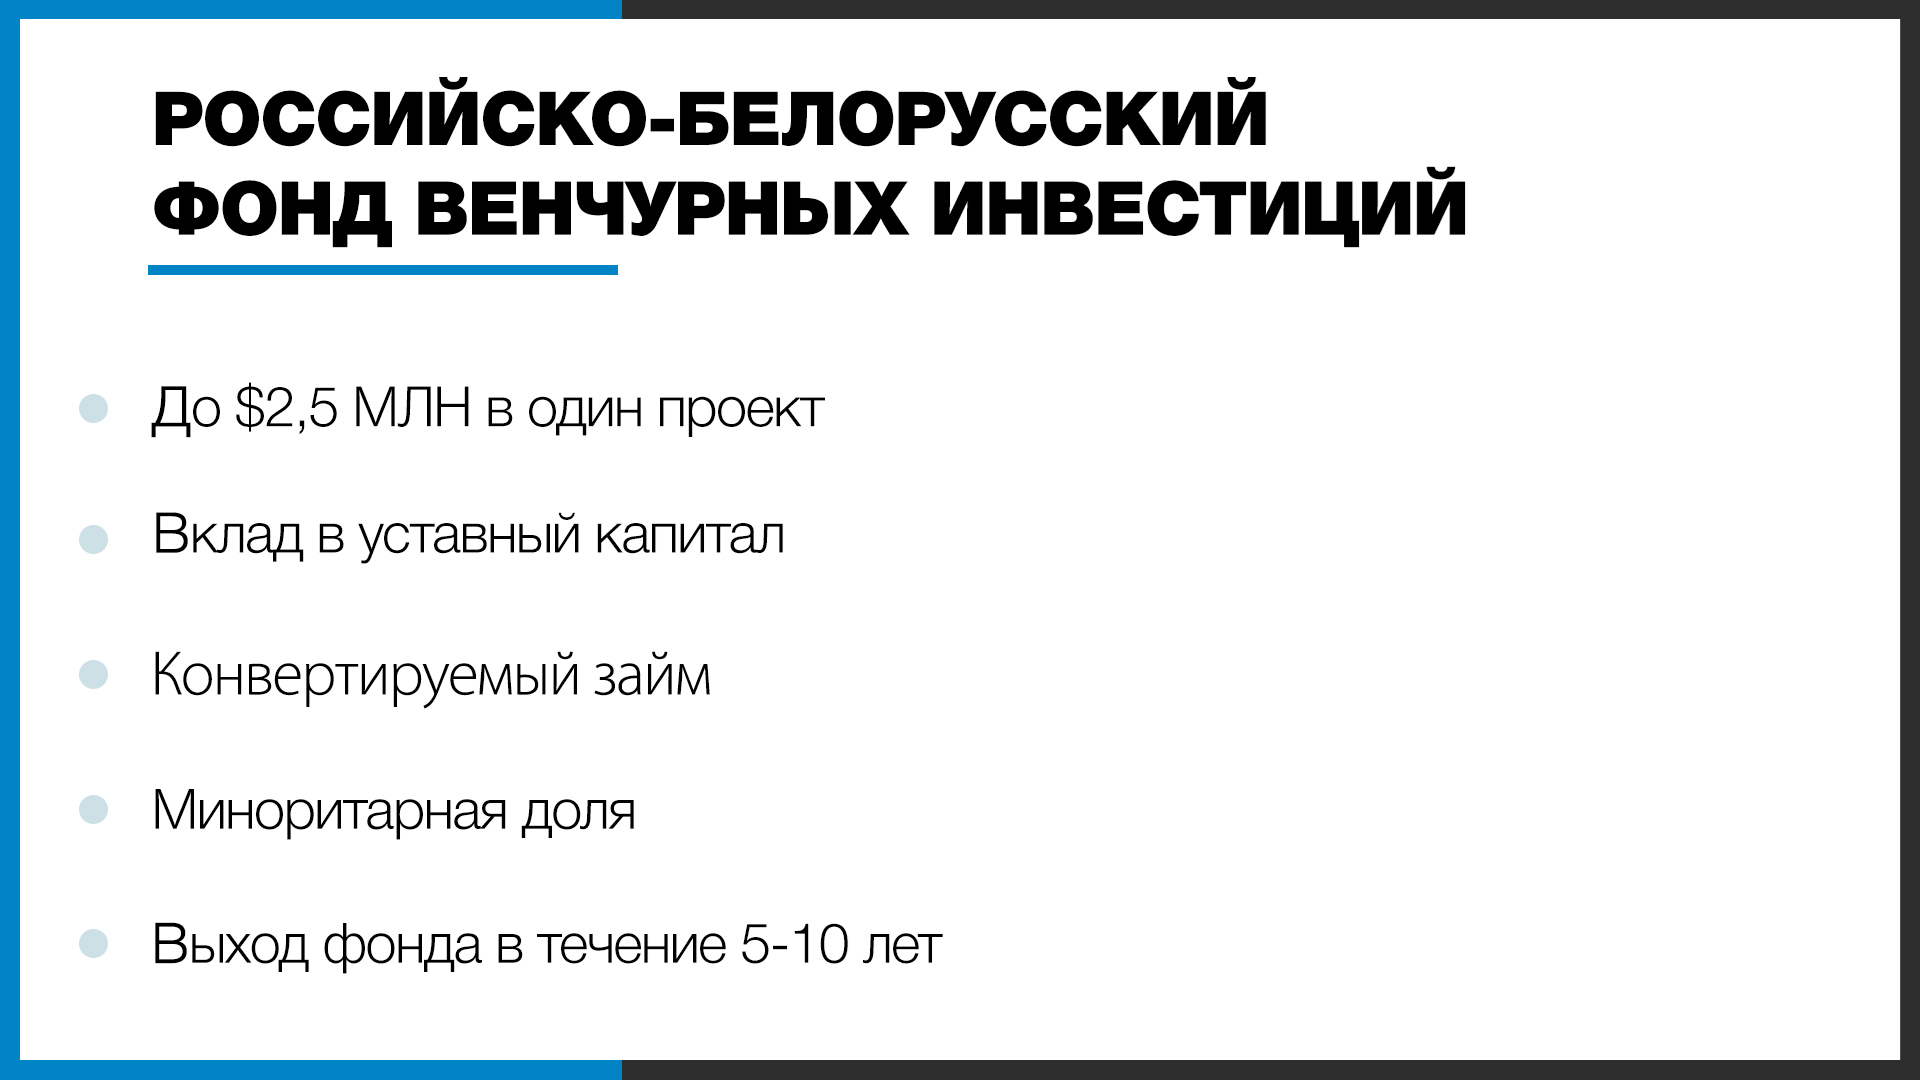 РОССИЙСКО-БЕЛОРУССКИЙ
ФОНД ВЕНЧУРНЫХ ИНВЕСТИЦИЙ
До $2,5 МЛН в один проект
Вклад в уставный капитал
Конвертируемый займ
Миноритарная доля
Выход фонда в течение 5-10 лет